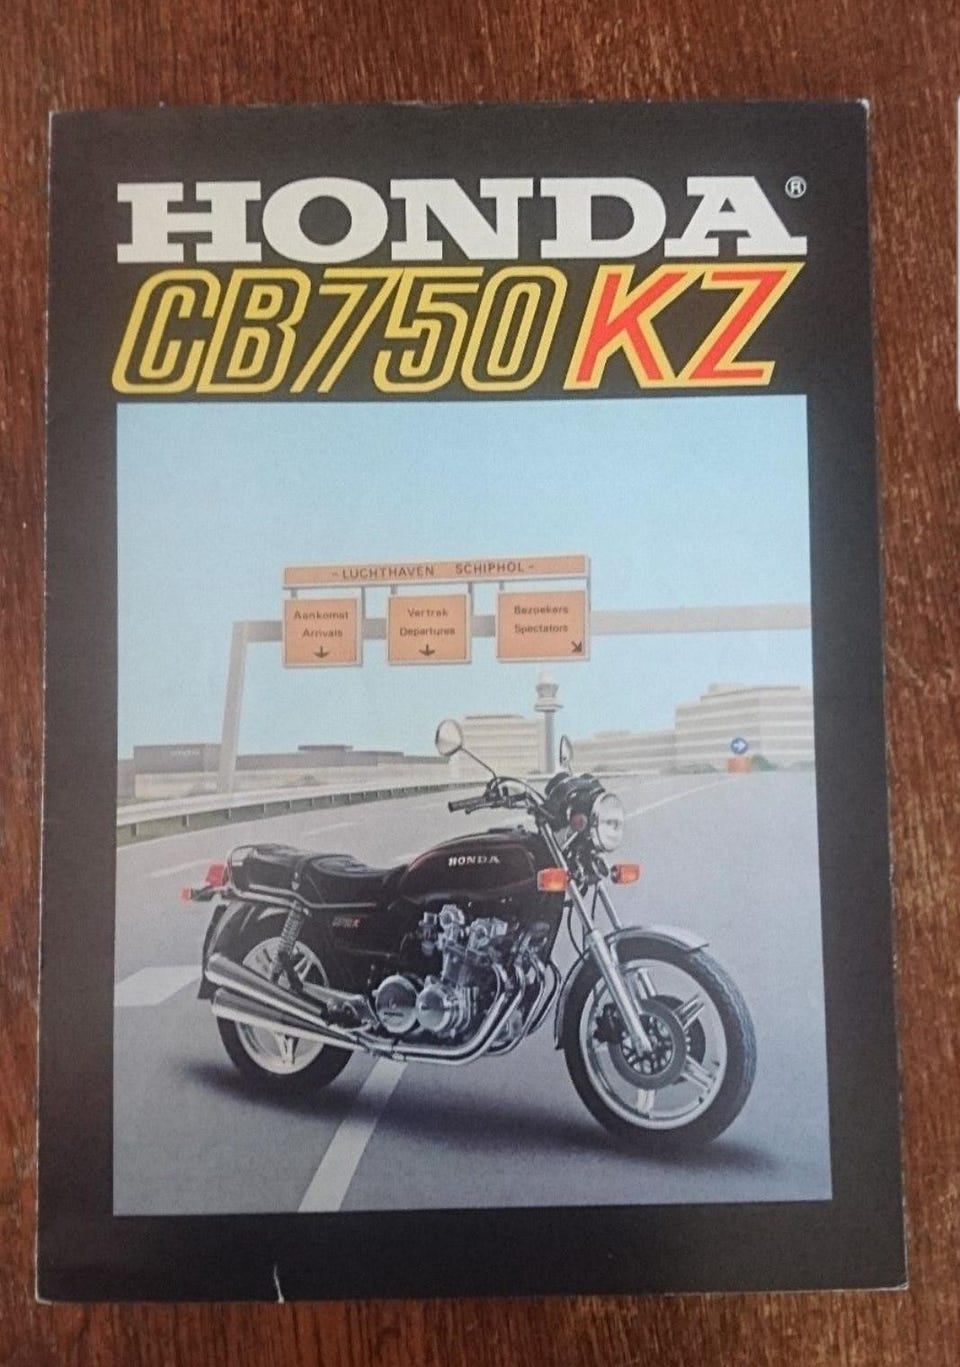 HONDA®
CB750KZ
-LUCHTHAVEN SCHIPHOL-
Aankomst
Arrivals
Vertrek
Departures
Bezoekers
Spectators
HONDA